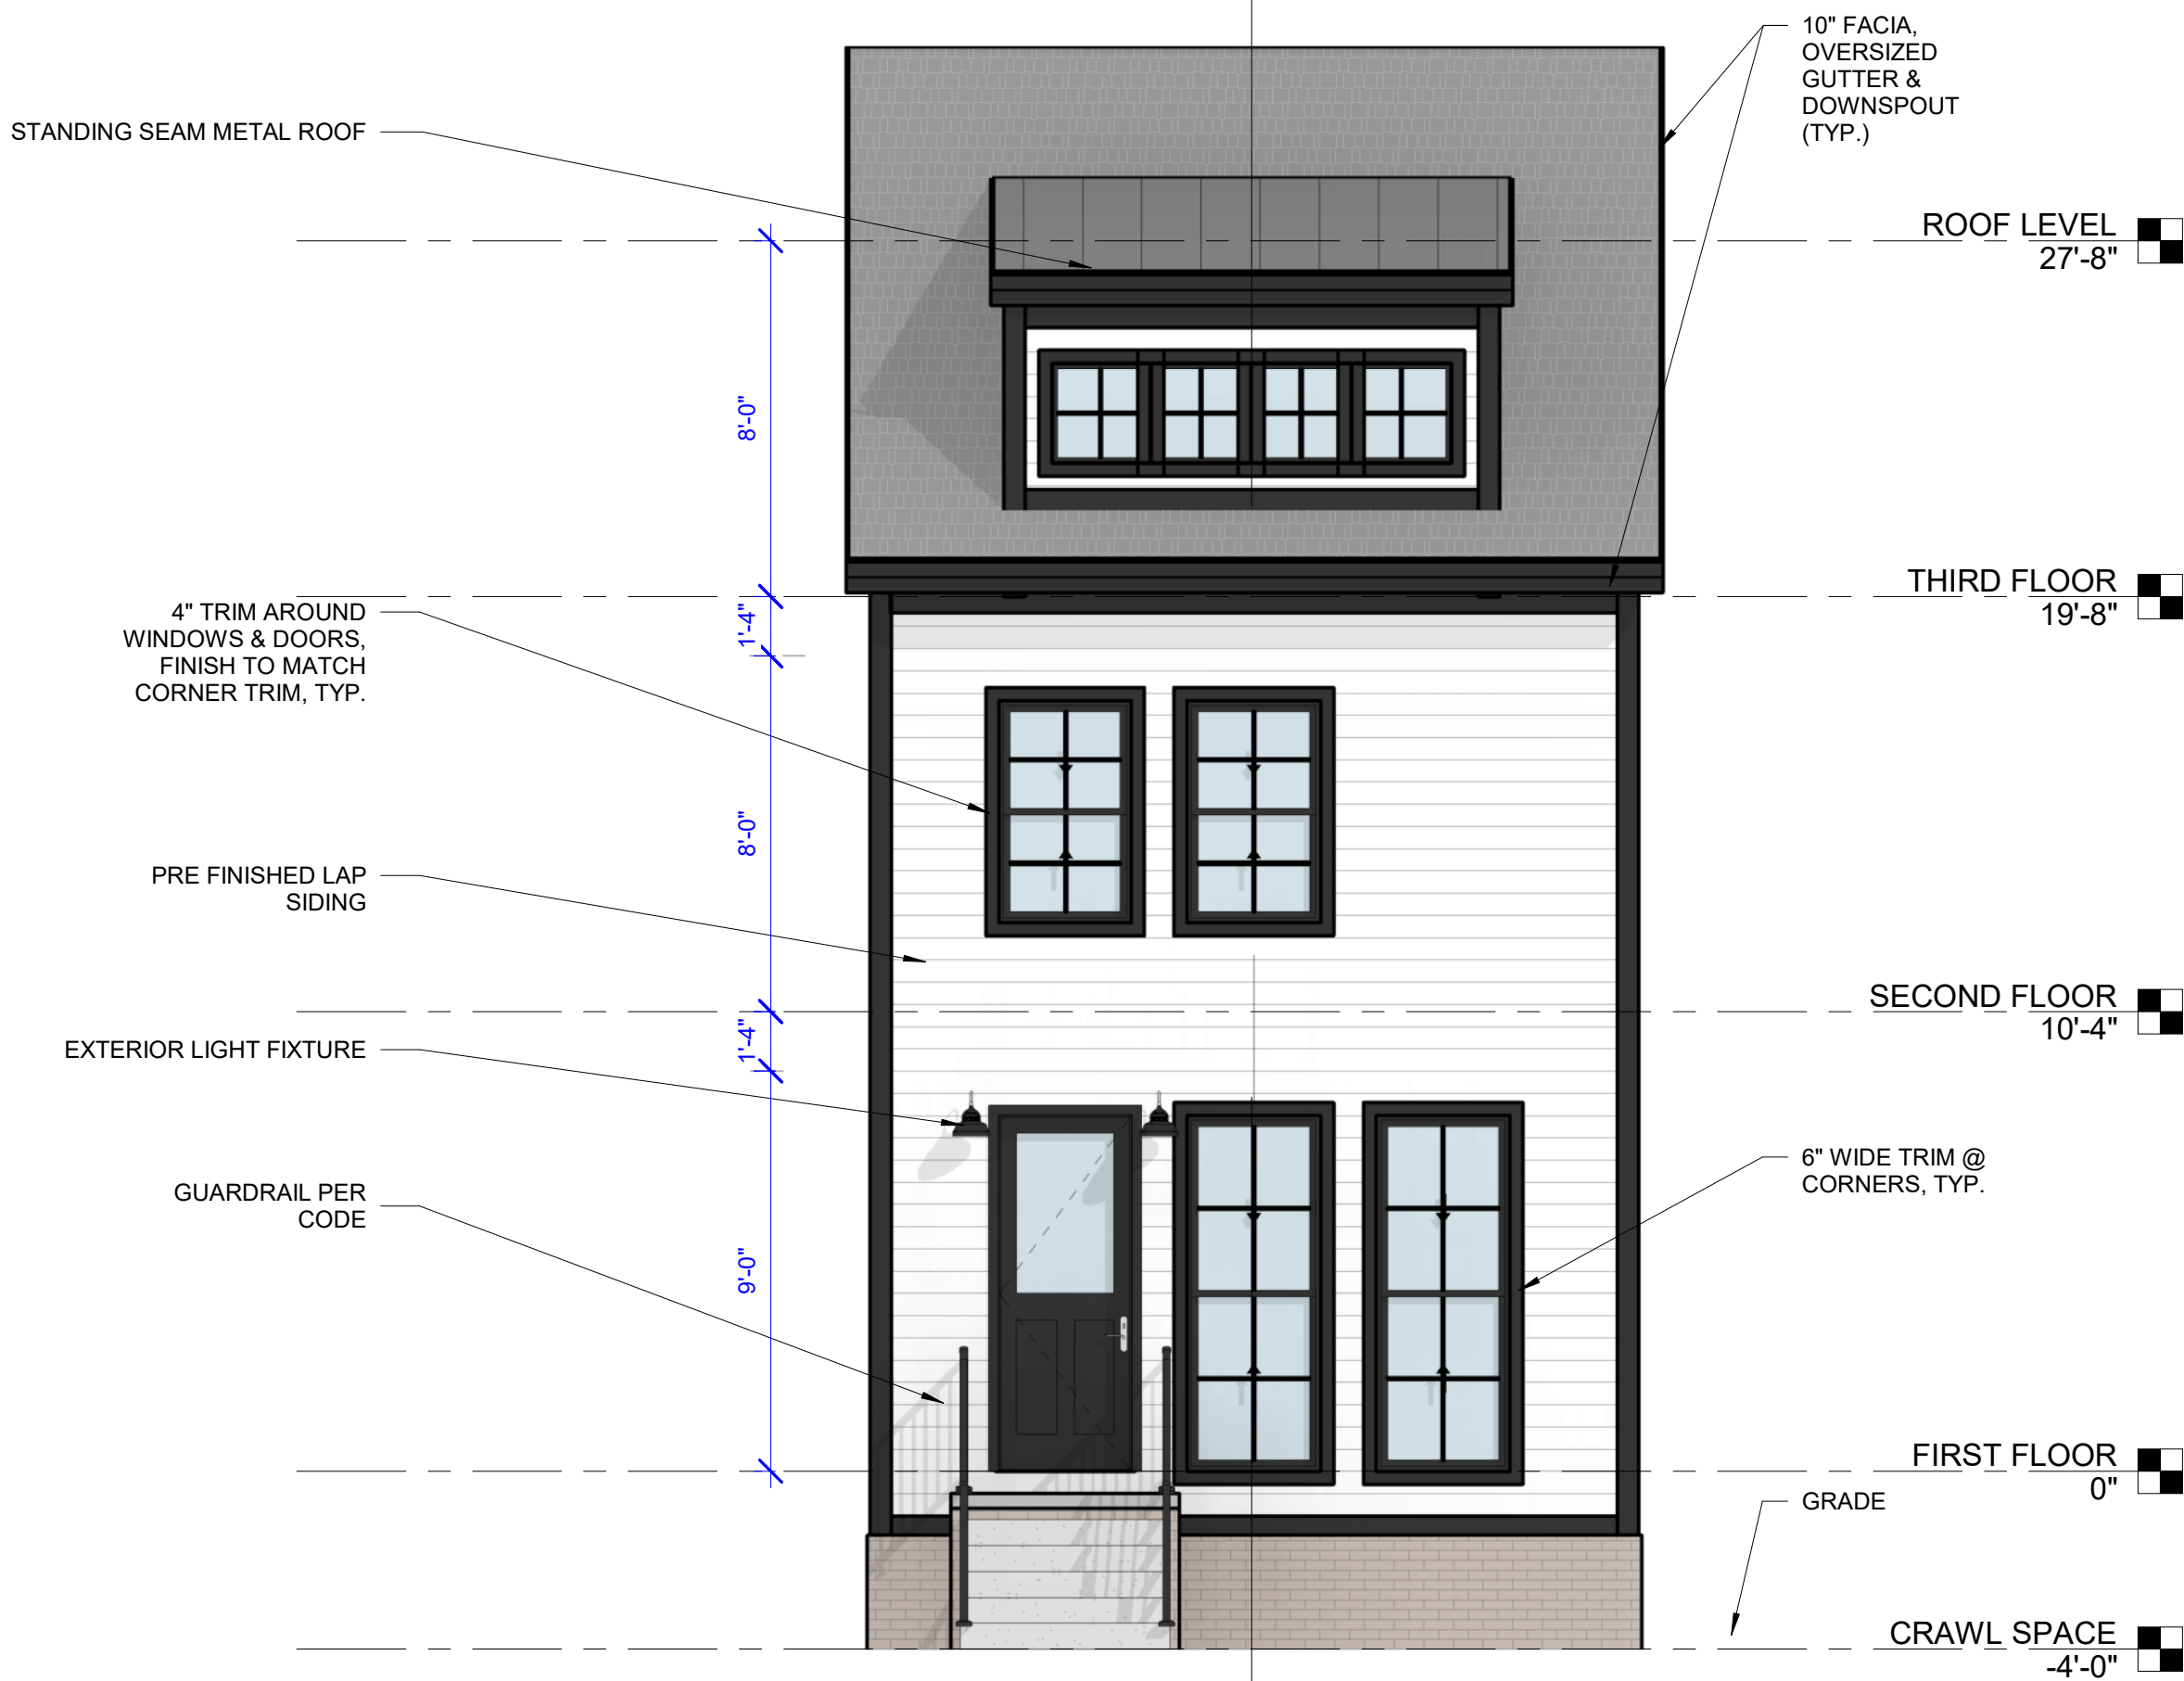 10" FACIA,
OVERSIZED
GUTTER &
DOWNSPOUT
(TYP.)
STANDING SEAM METAL ROOF
ROOF LEVEL
27'-8"
8'-0"
THIRD FLOOR
19'-8"
4" TRIM AROUND
WINDOWS & DOORS,
FINISH TO MATCH
CORNER TRIM, TYP.
1'-4"
8'-0"
PRE FINISHED LAP
SIDING
SECOND FLOOR
10'-4"
1'-4"
EXTERIOR LIGHT FIXTURE
6" WIDE TRIM @
CORNERS, TYP.
GUARDRAIL PER
CODE
9'-0"
FIRST FLOOR
0"
GRADE
CRAWL SPACE
-4'-0"